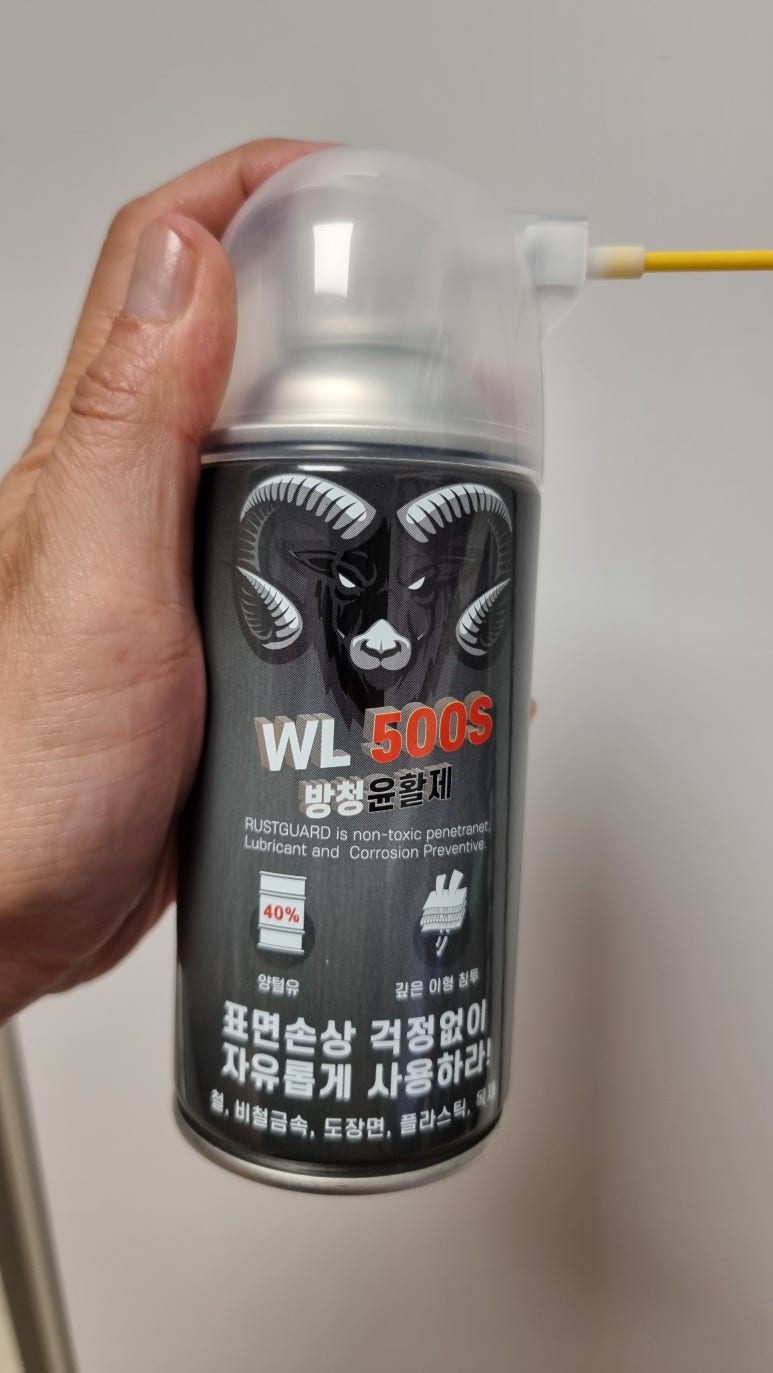 WL 500S
방청윤활제
RUSTGUARD is non-toxic penetranet,
Lubricant and Corrosion Preventive.
40%
양털유
깊은 이형 침투
표면손상 걱정없이
자유롭게 사용하라!
철, 비철금속, 도장면, 플라스틱,